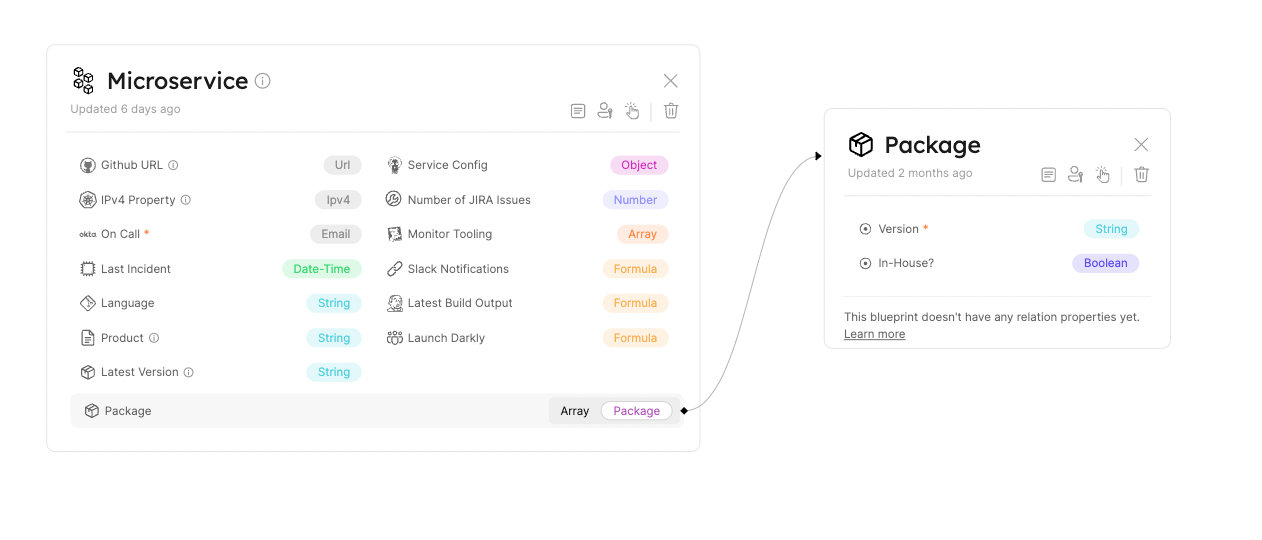 Microservice
Updated 6 days ago
Github URL Url
IPv4 Property Ipv4
okta On Call * Email
Last Incident Date-Time
Language String
Product String
Latest Version String
Service Config Object
Number of JIRA Issues Number
Monitor Tooling Array
Slack Notifications Formula
Latest Build Output Formula
Launch Darkly Formula
Package Array Package
Package
Updated 2 months ago
Version * String
In-House? Boolean
This blueprint doesn't have any relation properties yet.
Learn more